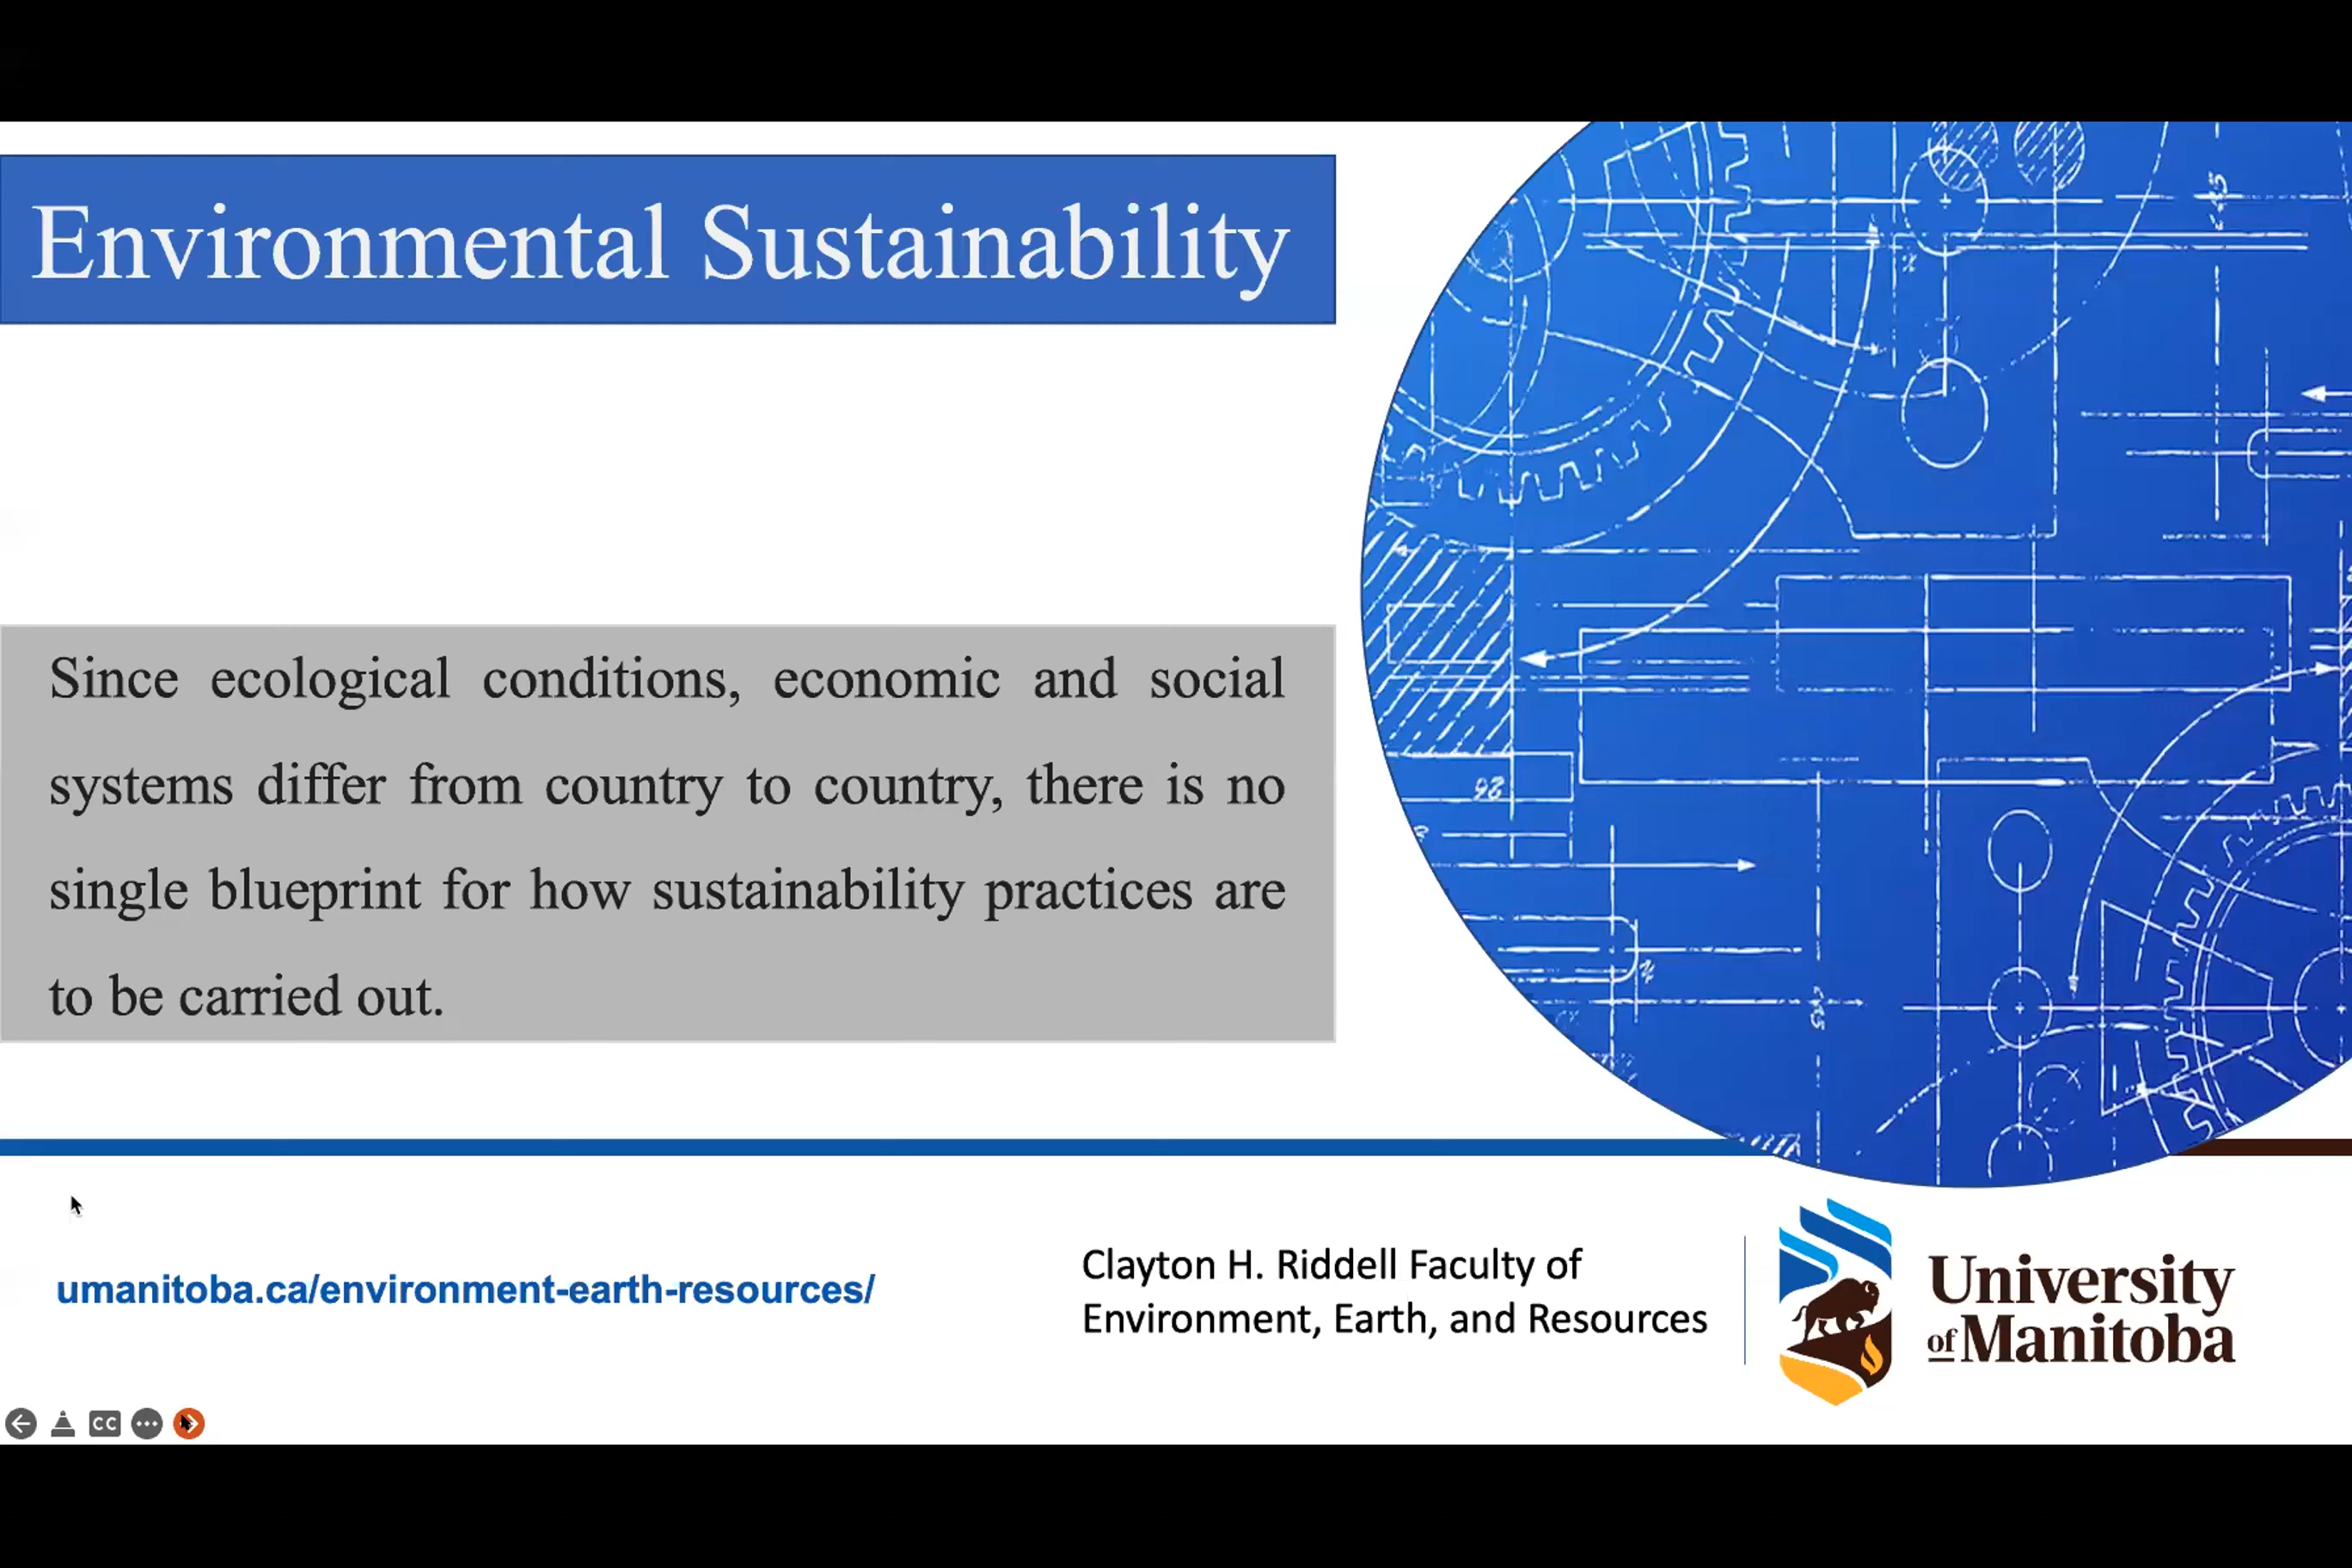 Environmental Sustainability
Since ecological conditions, economic and social
systems differ from country to country, there is no
single blueprint for how sustainability practices are
to be carried out.
umanitoba.ca/environment-earth-resources/
Clayton H. Riddell Faculty of
Environment, Earth, and Resources
University
of Manitoba
CC